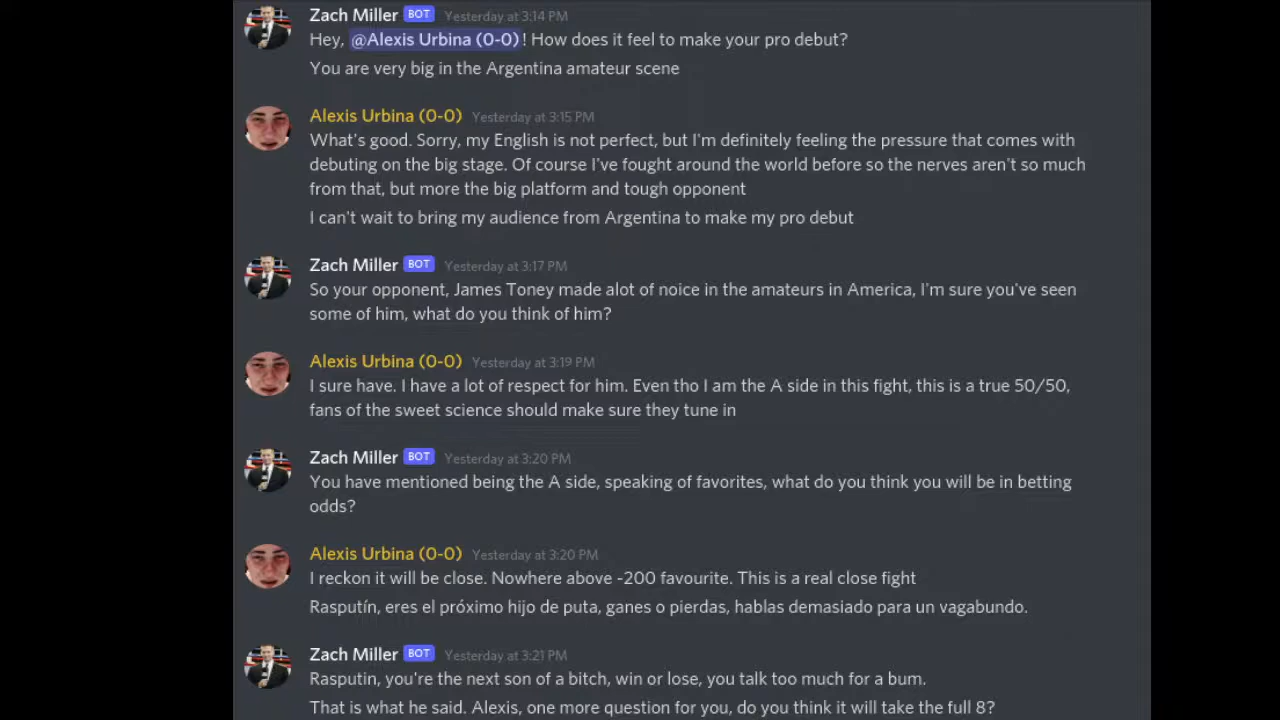 Zach Miller BOT Yesterday at 3:14 PM
Hey, @Alexis Urbina (0-0)! How does it feel to make your pro debut?
You are very big in the Argentina amateur scene
Alexis Urbina (0-0) Yesterday at 3:15 PM
What's good. Sorry, my English is not perfect, but I'm definitely feeling the pressure that comes with
debuting on the big stage. Of course I've fought around the world before so the nerves aren't so much
from that, but more the big platform and tough opponent
I can't wait to bring my audience from Argentina to make my pro debut
Zach Miller BOT Yesterday at 3:17 PM
So your opponent, James Toney made alot of noice in the amateurs in America, I'm sure you've seen
some of him, what do you think of him?
Alexis Urbina (0-0) Yesterday at 3:19 PM
I sure have. I have a lot of respect for him. Even tho I am the A side in this fight, this is a true 50/50,
fans of the sweet science should make sure they tune in
Zach Miller BOT Yesterday at 3:20 PM
You have mentioned being the A side, speaking of favorites, what do you think you will be in betting
odds?
Alexis Urbina (0-0) Yesterday at 3:20 PM
I reckon it will be close. Nowhere above -200 favourite. This is a real close fight
Rasputín, eres el próximo hijo de puta, ganes o pierdas, hablas demasiado para un vagabundo.
Zach Miller BOT Yesterday at 3:21 PM
Rasputin, you're the next son of a bitch, win or lose, you talk too much for a bum.
That is what he said. Alexis, one more question for you, do you think it will take the full 8?